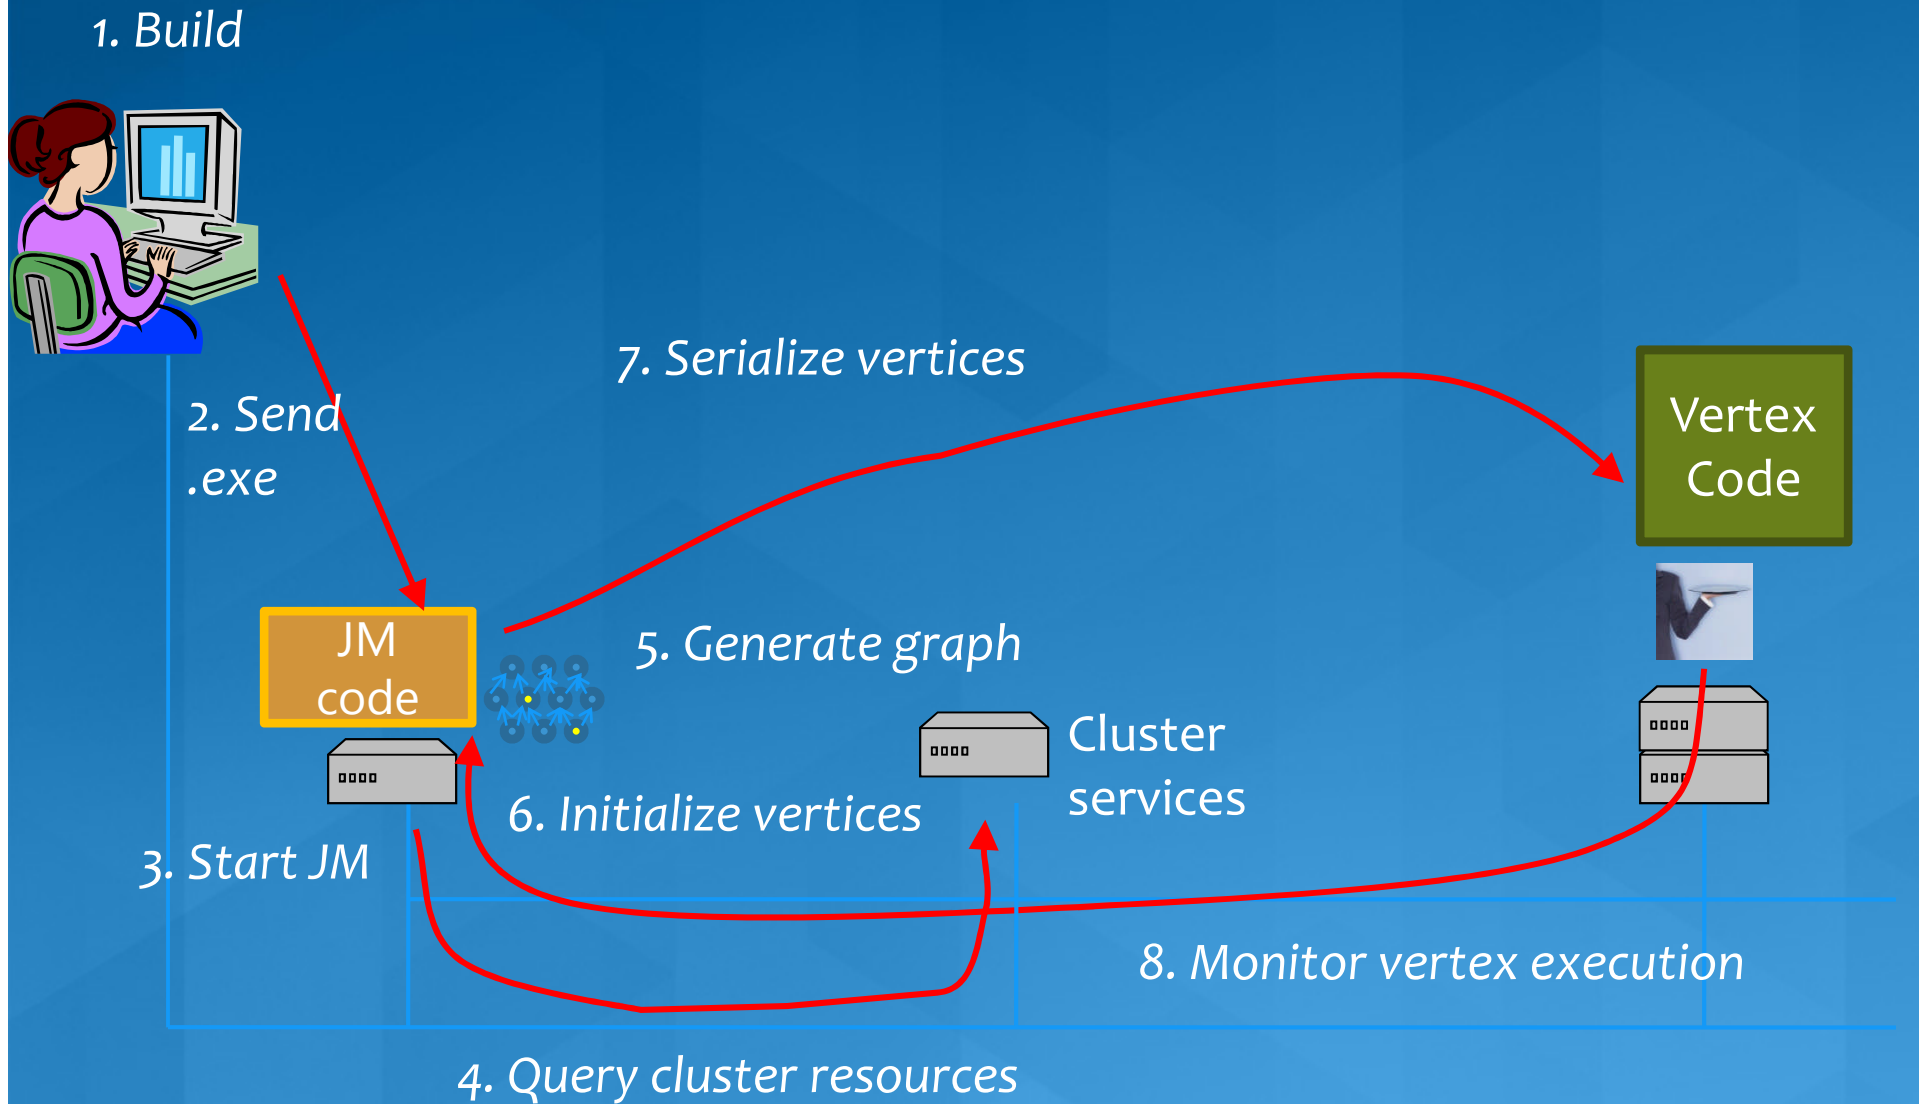 1. Build
2. Send
.exe
7. Serialize vertices
Vertex
Code
JM
code
5. Generate graph
Cluster
services
6. Initialize vertices
3. Start JM
8. Monitor vertex execution
4. Query cluster resources